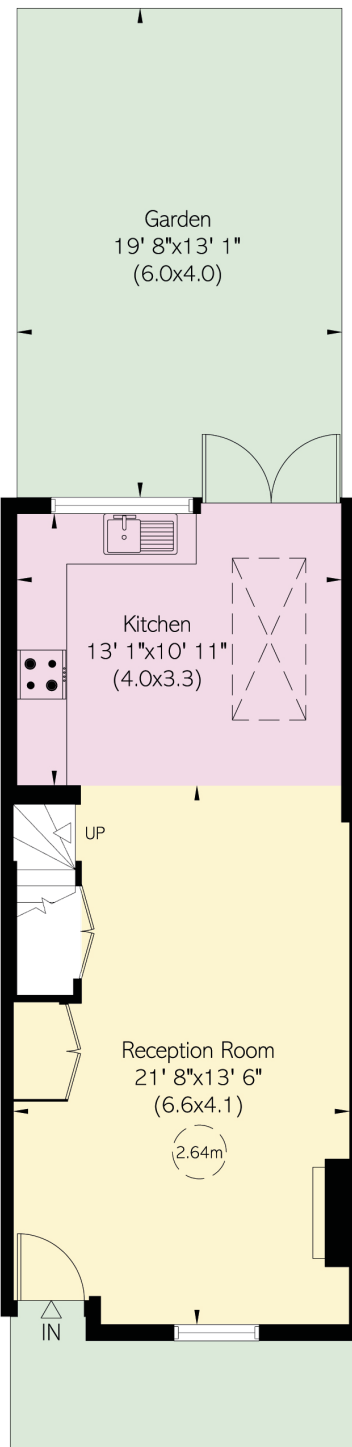 Garden
19' 8"x13' 1"
(6.0x4.0)
Kitchen
13' 1"x10' 11"
(4.0x3.3)
UP
Reception Room
21' 8"x13' 6"
(6.6x4.1)
2.64m
IN